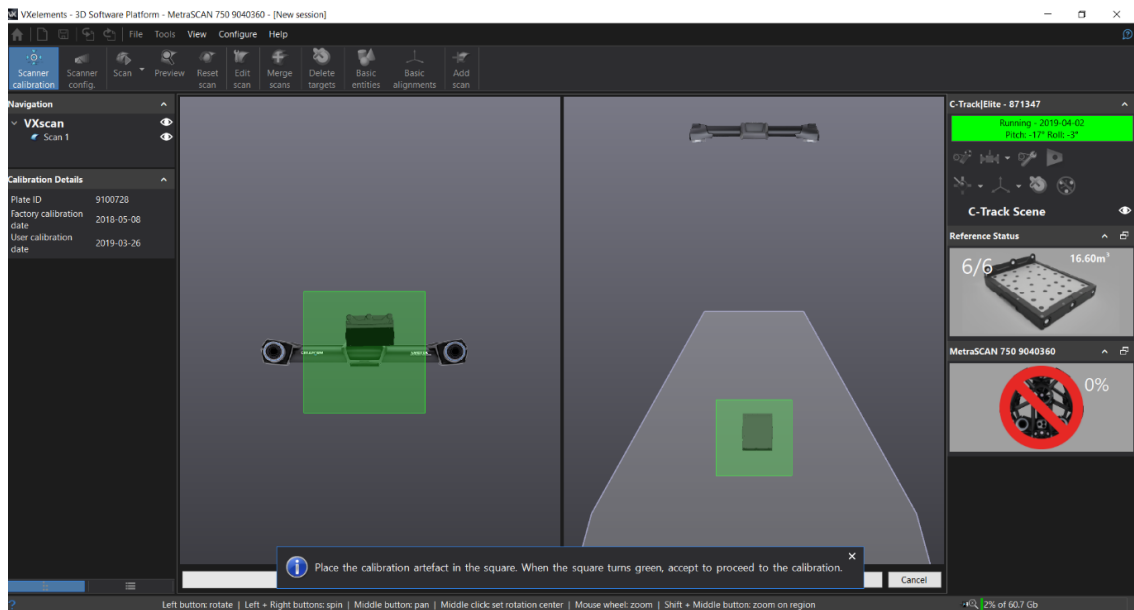 VXelements - 3D Software Platform - MetraSCAN 750 9040360 - [New session]
File Tools View Configure Help
Scanner calibration
Scanner config.
Scan
Preview
Reset scan
Edit scan
Merge scans
Delete targets
Basic entities
Basic alignments
Add scan
Navigation
VXscan
Scan 1
Calibration Details
Plate ID 9100728
Factory calibration date 2018-05-08
User calibration date 2019-03-26
C-Track|Elite - 871347
Running - 2019-04-02
Pitch: -17° Roll: -3°
C-Track Scene
Reference Status
6/6 16.60m³
MetraSCAN 750 9040360
0%
Place the calibration artefact in the square. When the square turns green, accept to proceed to the calibration.
Cancel
Left button: rotate | Left + Right buttons: spin | Middle button: pan | Middle click: set rotation center | Mouse wheel: zoom | Shift + Middle button: zoom on region
2% of 60.7 Gb